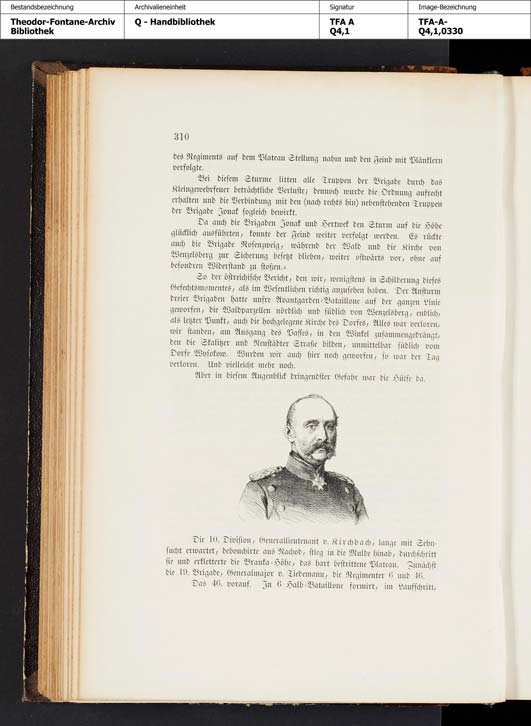 Bestandsbezeichnung
Archivalieneinheit
Signatur
Image-Bezeichnung
Theodor-Fontane-Archiv
Bibliothek
Q - Handbibliothek
TFA A
Q4,1
TFA-A-
Q4,1,0330
310
des Regiments auf dem Plateau Stellung nahm und den Feind mit Plänklern
verfolgte.
Bei diesem Sturme litten alle Truppen der Brigade durch das
Kleingewehrfeuer beträchtliche Verluste; dennoch wurde die Ordnung aufrecht
erhalten und die Verbindung mit den (nach rechts hin) nebenstehenden Truppen
der Brigade Jonak sogleich bewirkt.
Da auch die Brigaden Jonak und Hertwek den Sturm auf die Höhe
glücklich ausführten, konnte der Feind weiter verfolgt werden. Es rückte
auch die Brigade Rosenzweig, während der Wald und die Kirche von
Wenzelsberg zur Sicherung besetzt blieben, weiter ostwärts vor, ohne auf
besondren Widerstand zu stoßen.«
So der östreichische Bericht, den wir, wenigstens in Schilderung dieses
Gefechtsmomentes, als im Wesentlichen richtig anzusehen haben. Der Ansturm
dreier Brigaden hatte unsre Avantgarden-Bataillone auf der ganzen Linie
geworfen, die Waldparzellen nördlich und südlich von Wenzelsberg, endlich,
als letzter Punkt, auch die hochgelegene Kirche des Dorfes, Alles war verloren,
wir standen, am Ausgang des Passes, in den Winkel zusammengedrängt,
den die Skalitzer und Neustädter Straße bilden, unmittelbar südlich vom
Dorfe Wysokow. Wurden wir auch hier noch geworfen, so war der Tag
verloren. Und vielleicht mehr noch.
Aber in diesem Augenblick dringendster Gefahr war die Hülfe da.
Die 10. Division, Generallieutenant v. Kirchbach, lange mit Sehn-
sucht erwartet, debouchirte aus Nachod, stieg in die Mulde hinab, durchschritt
sie und erkletterte die Branka-Höhe, das hart bestrittene Plateau. Zunächst
die 19. Brigade, Generalmajor v. Tiedemann, die Regimenter 6 und 46.
Das 46. vorauf. In 6 Halb-Bataillone formirt, im Laufschritt,